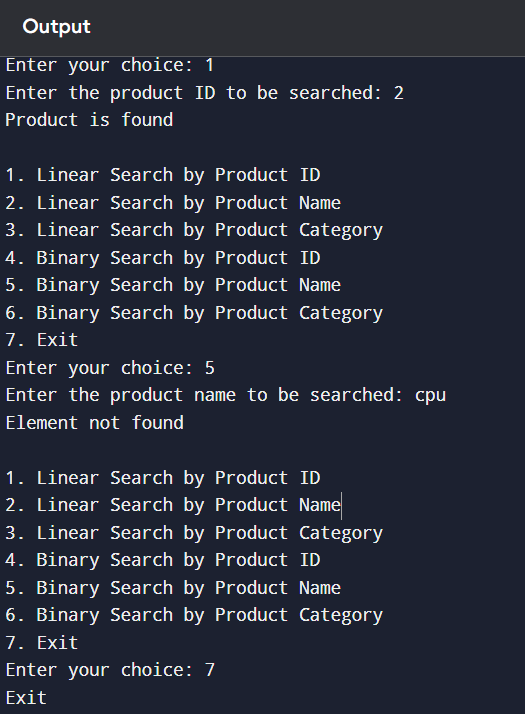 Output
Enter your choice: 1
Enter the product ID to be searched: 2
Product is found
1. Linear Search by Product ID
2. Linear Search by Product Name
3. Linear Search by Product Category
4. Binary Search by Product ID
5. Binary Search by Product Name
6. Binary Search by Product Category
7. Exit
Enter your choice: 5
Enter the product name to be searched: cpu
Element not found
1. Linear Search by Product ID
2. Linear Search by Product Name
3. Linear Search by Product Category
4. Binary Search by Product ID
5. Binary Search by Product Name
6. Binary Search by Product Category
7. Exit
Enter your choice: 7
Exit